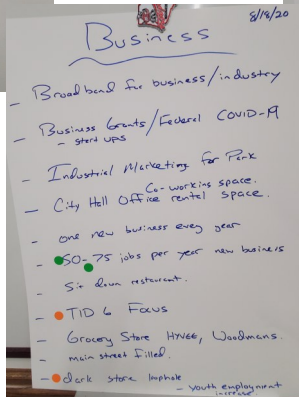 8/18/20
Business
- Broadband for business/industry
- Business Grants/Federal COVID-19
- start ups
- Industrial Marketing for Park
Co-working space.
- City Hall Office rental space.
- one new business every year
- 50-75 jobs per year new business
- Sit down restaurant.
- TID 6 Focus
- Grocery Store HYVEE, Woodmans.
- main street filled.
- dark store loophole
- youth employment
increase